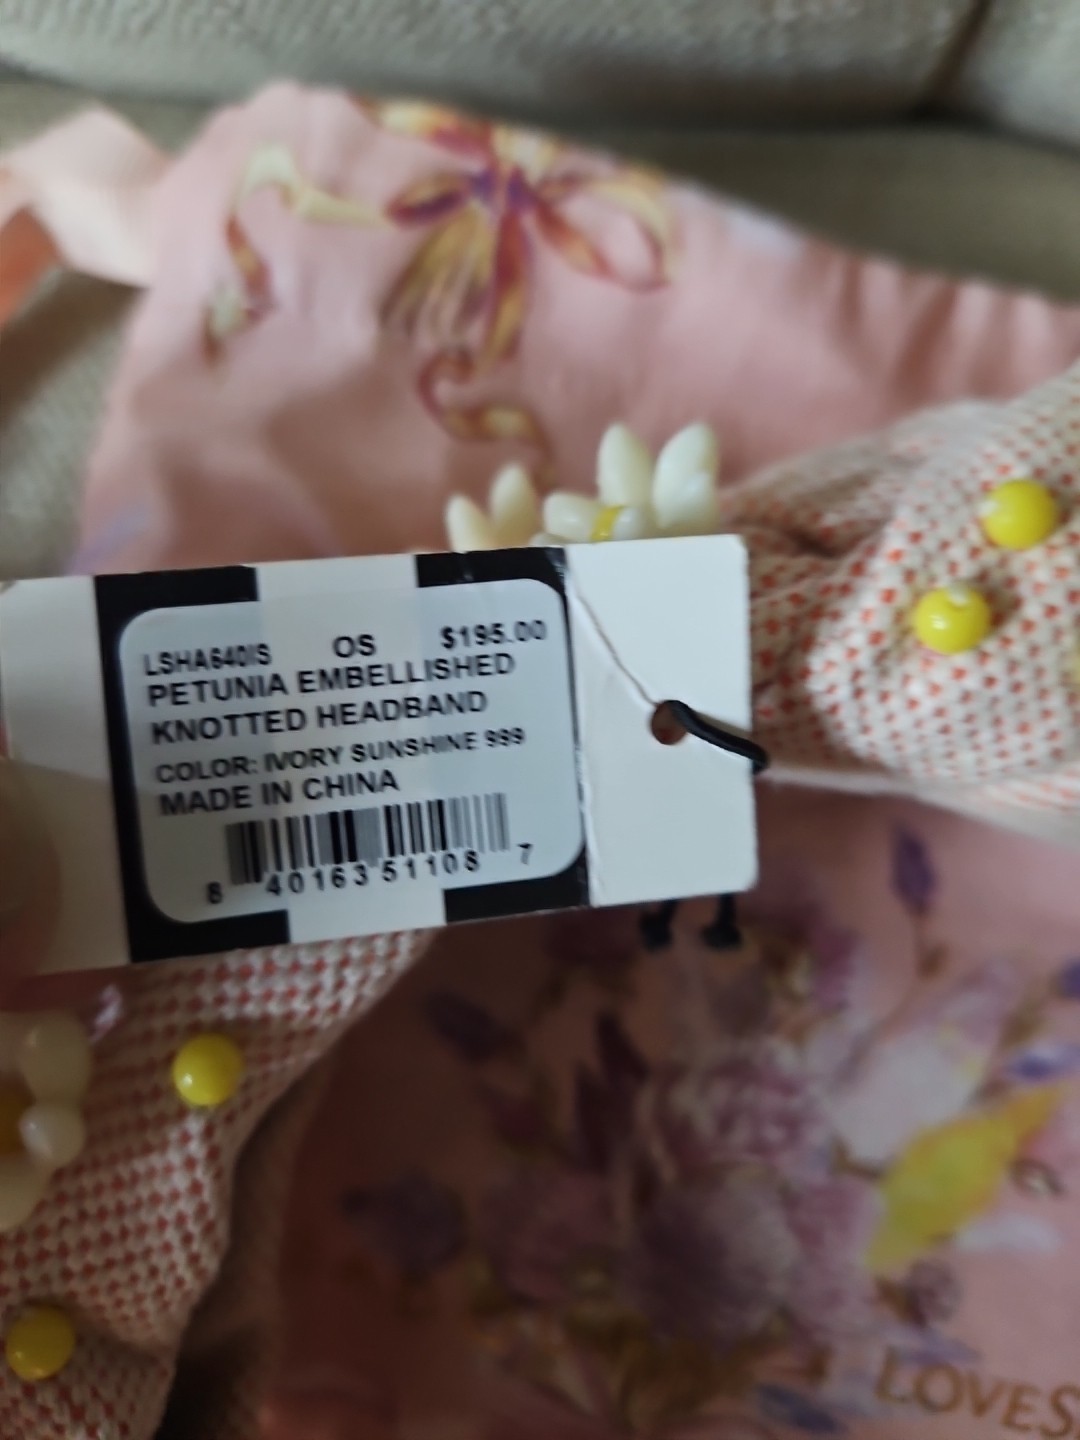 LSHA640IS OS $195.00
PETUNIA EMBELLISHED
KNOTTED HEADBAND
COLOR: IVORY SUNSHINE 999
MADE IN CHINA
8 40163 51108 7
LOVES